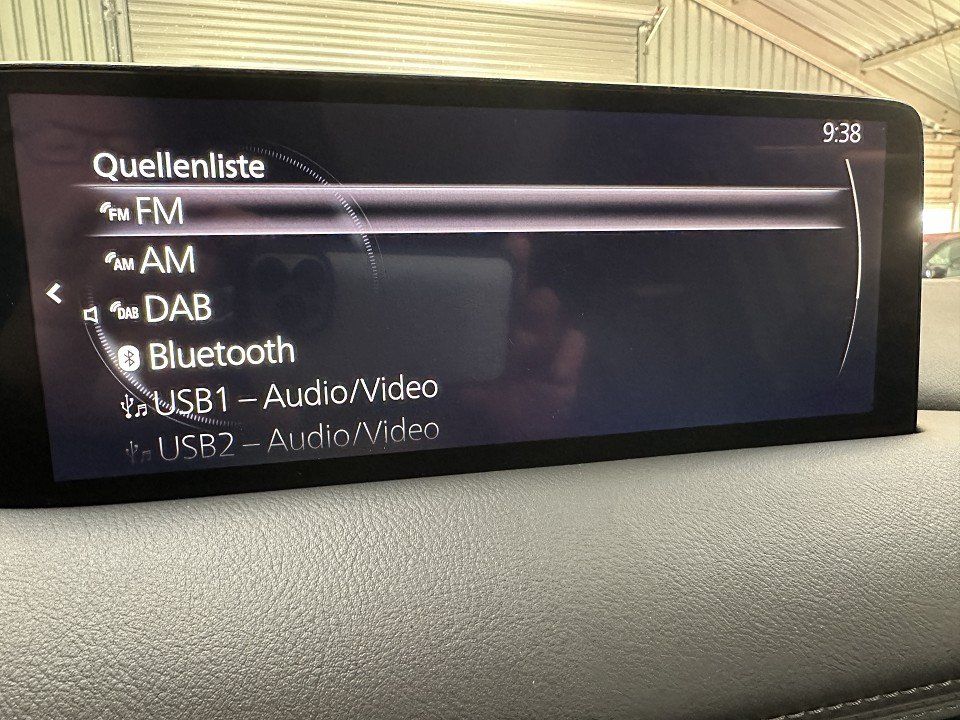 9:38
Quellenliste
FM FM
AM AM
DAB DAB
Bluetooth
USB1 – Audio/Video
USB2 – Audio/Video